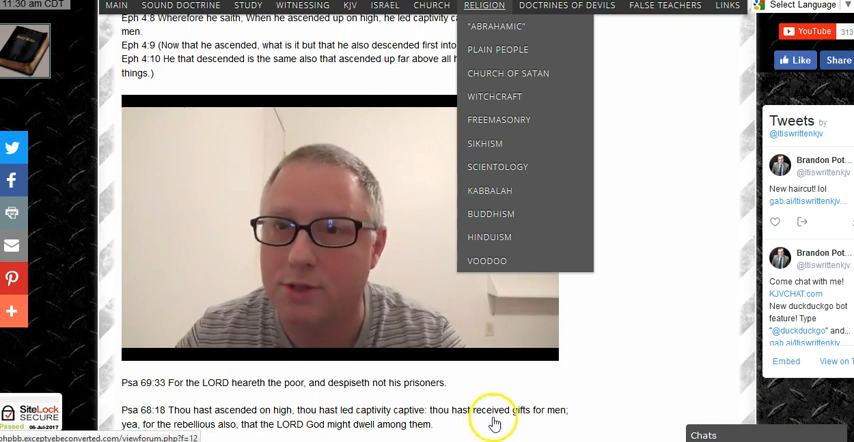 11:30 am CDT
MAIN SOUND DOCTRINE STUDY WITNESSING KJV ISRAEL CHURCH RELIGION DOCTRINES OF DEVILS FALSE TEACHERS LINKS
Select Language
Eph 4:8 Wherefore he saith, When he ascended up on high, he led captivity
men.
Eph 4:9 (Now that he ascended, what is it but that he also descended first into
Eph 4:10 He that descended is the same also that ascended up far above all
things.)
"ABRAHAMIC"
PLAIN PEOPLE
CHURCH OF SATAN
WITCHCRAFT
FREEMASONRY
SIKHISM
SCIENTOLOGY
KABBALAH
BUDDHISM
HINDUISM
VOODOO
YouTube 313
Like Share
Tweets by
@Itiswrittenkjv
Brandon Pot...
@Itiswrittenkjv
New haircut! lol
gab.ai/Itiswrittenkjv...
Brandon Pot...
@Itiswrittenkjv
Come chat with me!
KJVCHAT.com
New duckduckgo bot
feature! Type
"@duckduckgo" and...
gab.ai/Itiswrittenkjv...
Embed View on T
Psa 69:33 For the LORD heareth the poor, and despiseth not his prisoners.
Psa 68:18 Thou hast ascended on high, thou hast led captivity captive: thou hast received gifts for men;
yea, for the rebellious also, that the LORD God might dwell among them.
SiteLock
SECURE
Passed 06-Jul-2017
phpbb.exceptyebeconverted.com/viewforum.php?f=12
Chats